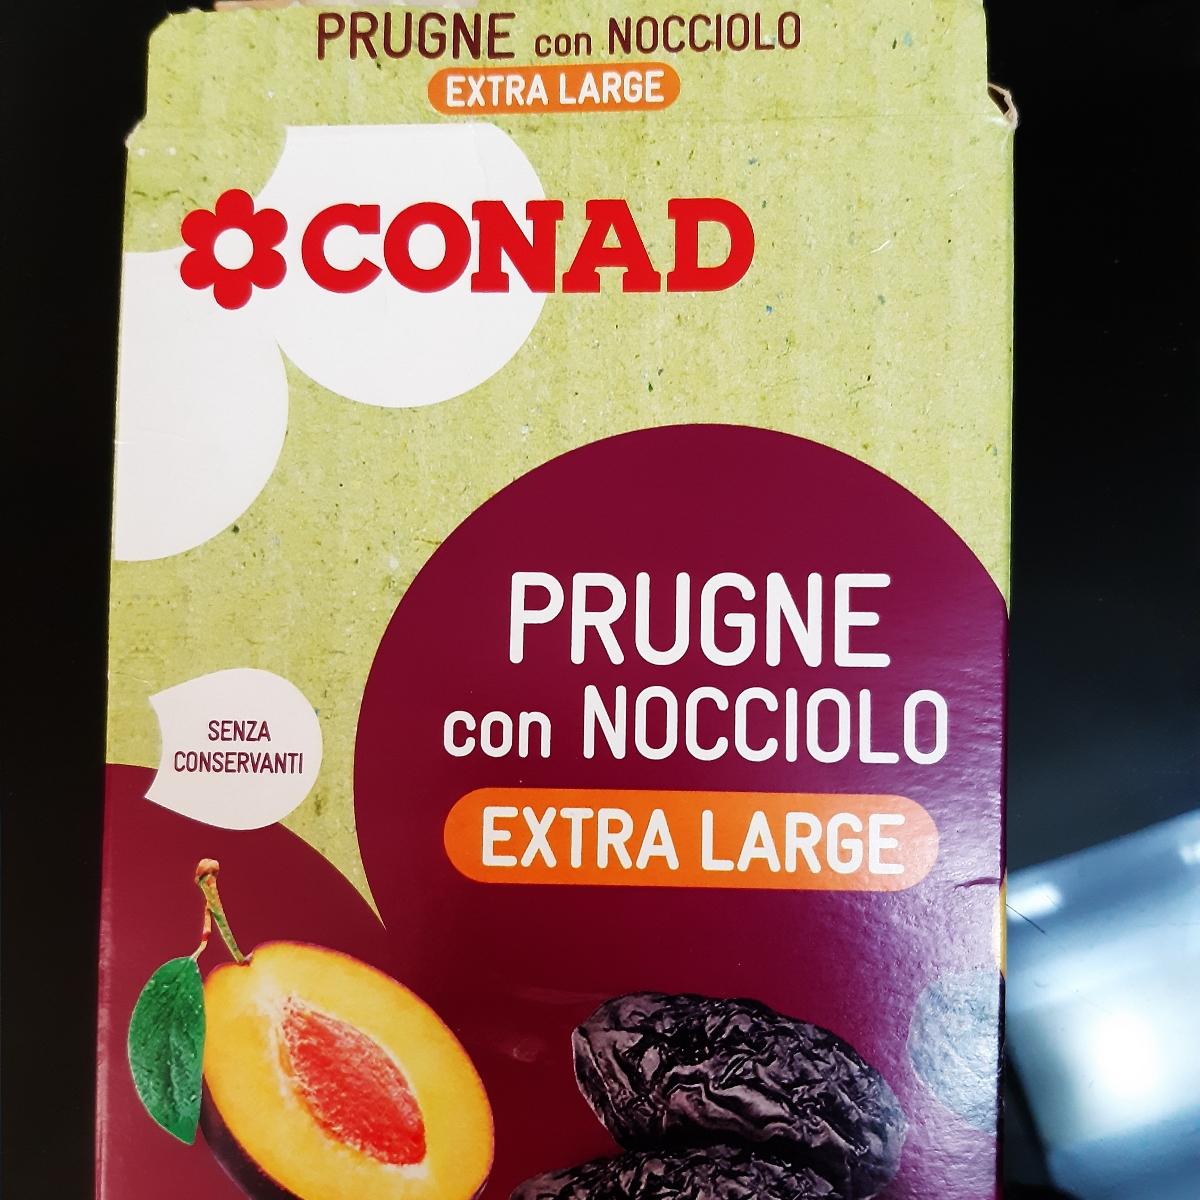 PRUGNE con NOCCIOLO
EXTRA LARGE
CONAD
PRUGNE
con NOCCIOLO
EXTRA LARGE
SENZA
CONSERVANTI